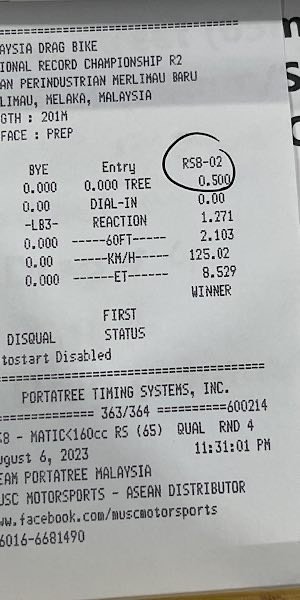 AYSIA DRAG BIKE
IONAL RECORD CHAMPIONSHIP R2
AN PERINDUSTRIAN MERLIMAU BARU
LIMAU, MELAKA, MALAYSIA
GTH : 201M
FACE : PREP
BYE Entry RSB-02
0.000 0.000 TREE 0.500
0.00 DIAL-IN 0.00
-LB3- REACTION 1.271
0.000 -----60FT------ 2.103
0.00 -----KM/H------ 125.02
0.000 ------ET------- 8.529
WINNER
FIRST
DISQUAL STATUS
tostart Disabled
PORTATREE TIMING SYSTEMS, INC.
============= 363/364 ==========600214
8 - MATIC<160cc RS (65) QUAL RND 4
ugust 6, 2023 11:31:01 PM
EAM PORTATREE MALAYSIA
USC MOTORSPORTS - ASEAN DISTRIBUTOR
ww.facebook.com/muscmotorsports
6016-6681490